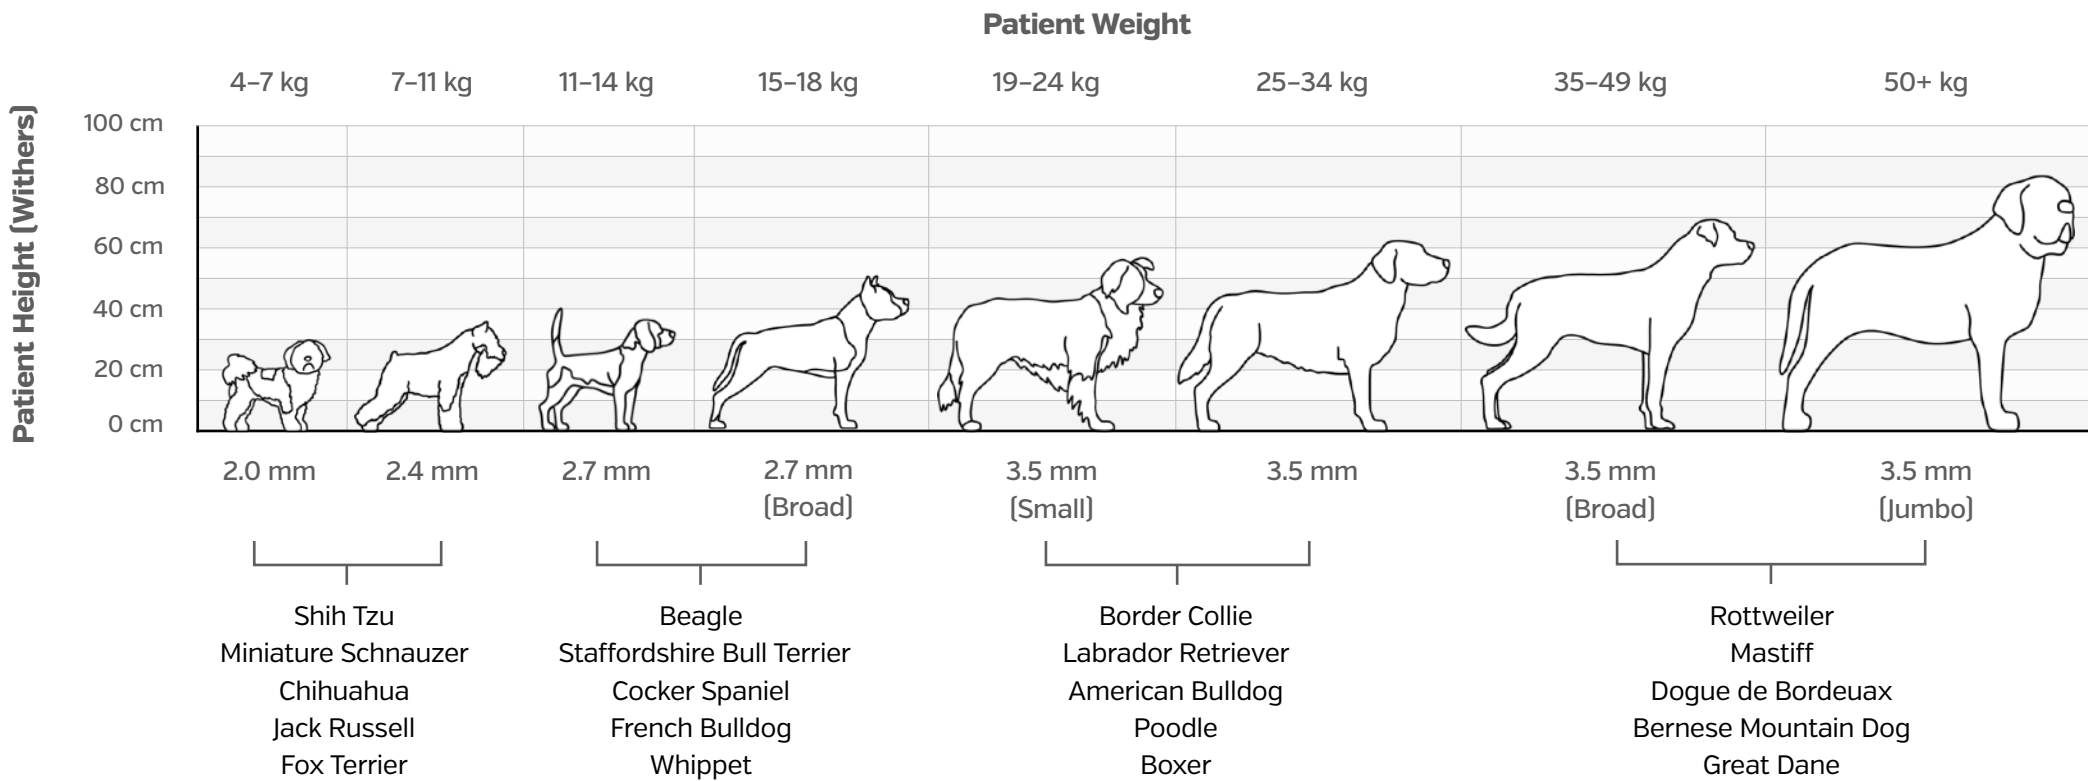 Patient Weight
4–7 kg 7–11 kg 11–14 kg 15–18 kg 19–24 kg 25–34 kg 35–49 kg 50+ kg
Patient Height (Withers)
100 cm
80 cm
60 cm
40 cm
20 cm
0 cm
2.0 mm 2.4 mm 2.7 mm 2.7 mm 3.5 mm 3.5 mm 3.5 mm 3.5 mm
(Broad) (Small) (Broad) (Jumbo)
Shih Tzu
Miniature Schnauzer
Chihuahua
Jack Russell
Fox Terrier
Beagle
Staffordshire Bull Terrier
Cocker Spaniel
French Bulldog
Whippet
Border Collie
Labrador Retriever
American Bulldog
Poodle
Boxer
Rottweiler
Mastiff
Dogue de Bordeuax
Bernese Mountain Dog
Great Dane